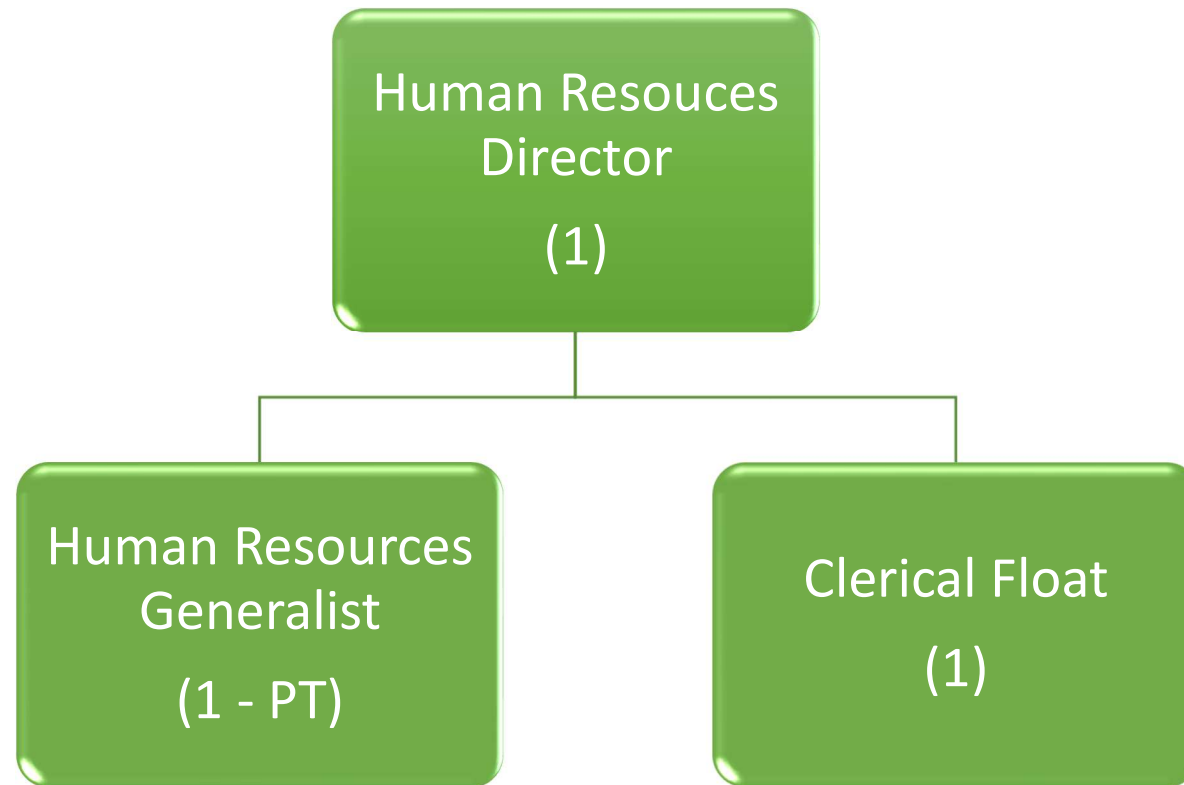 Human Resouces
Director
(1)
Human Resources
Generalist
(1 - PT)
Clerical Float
(1)